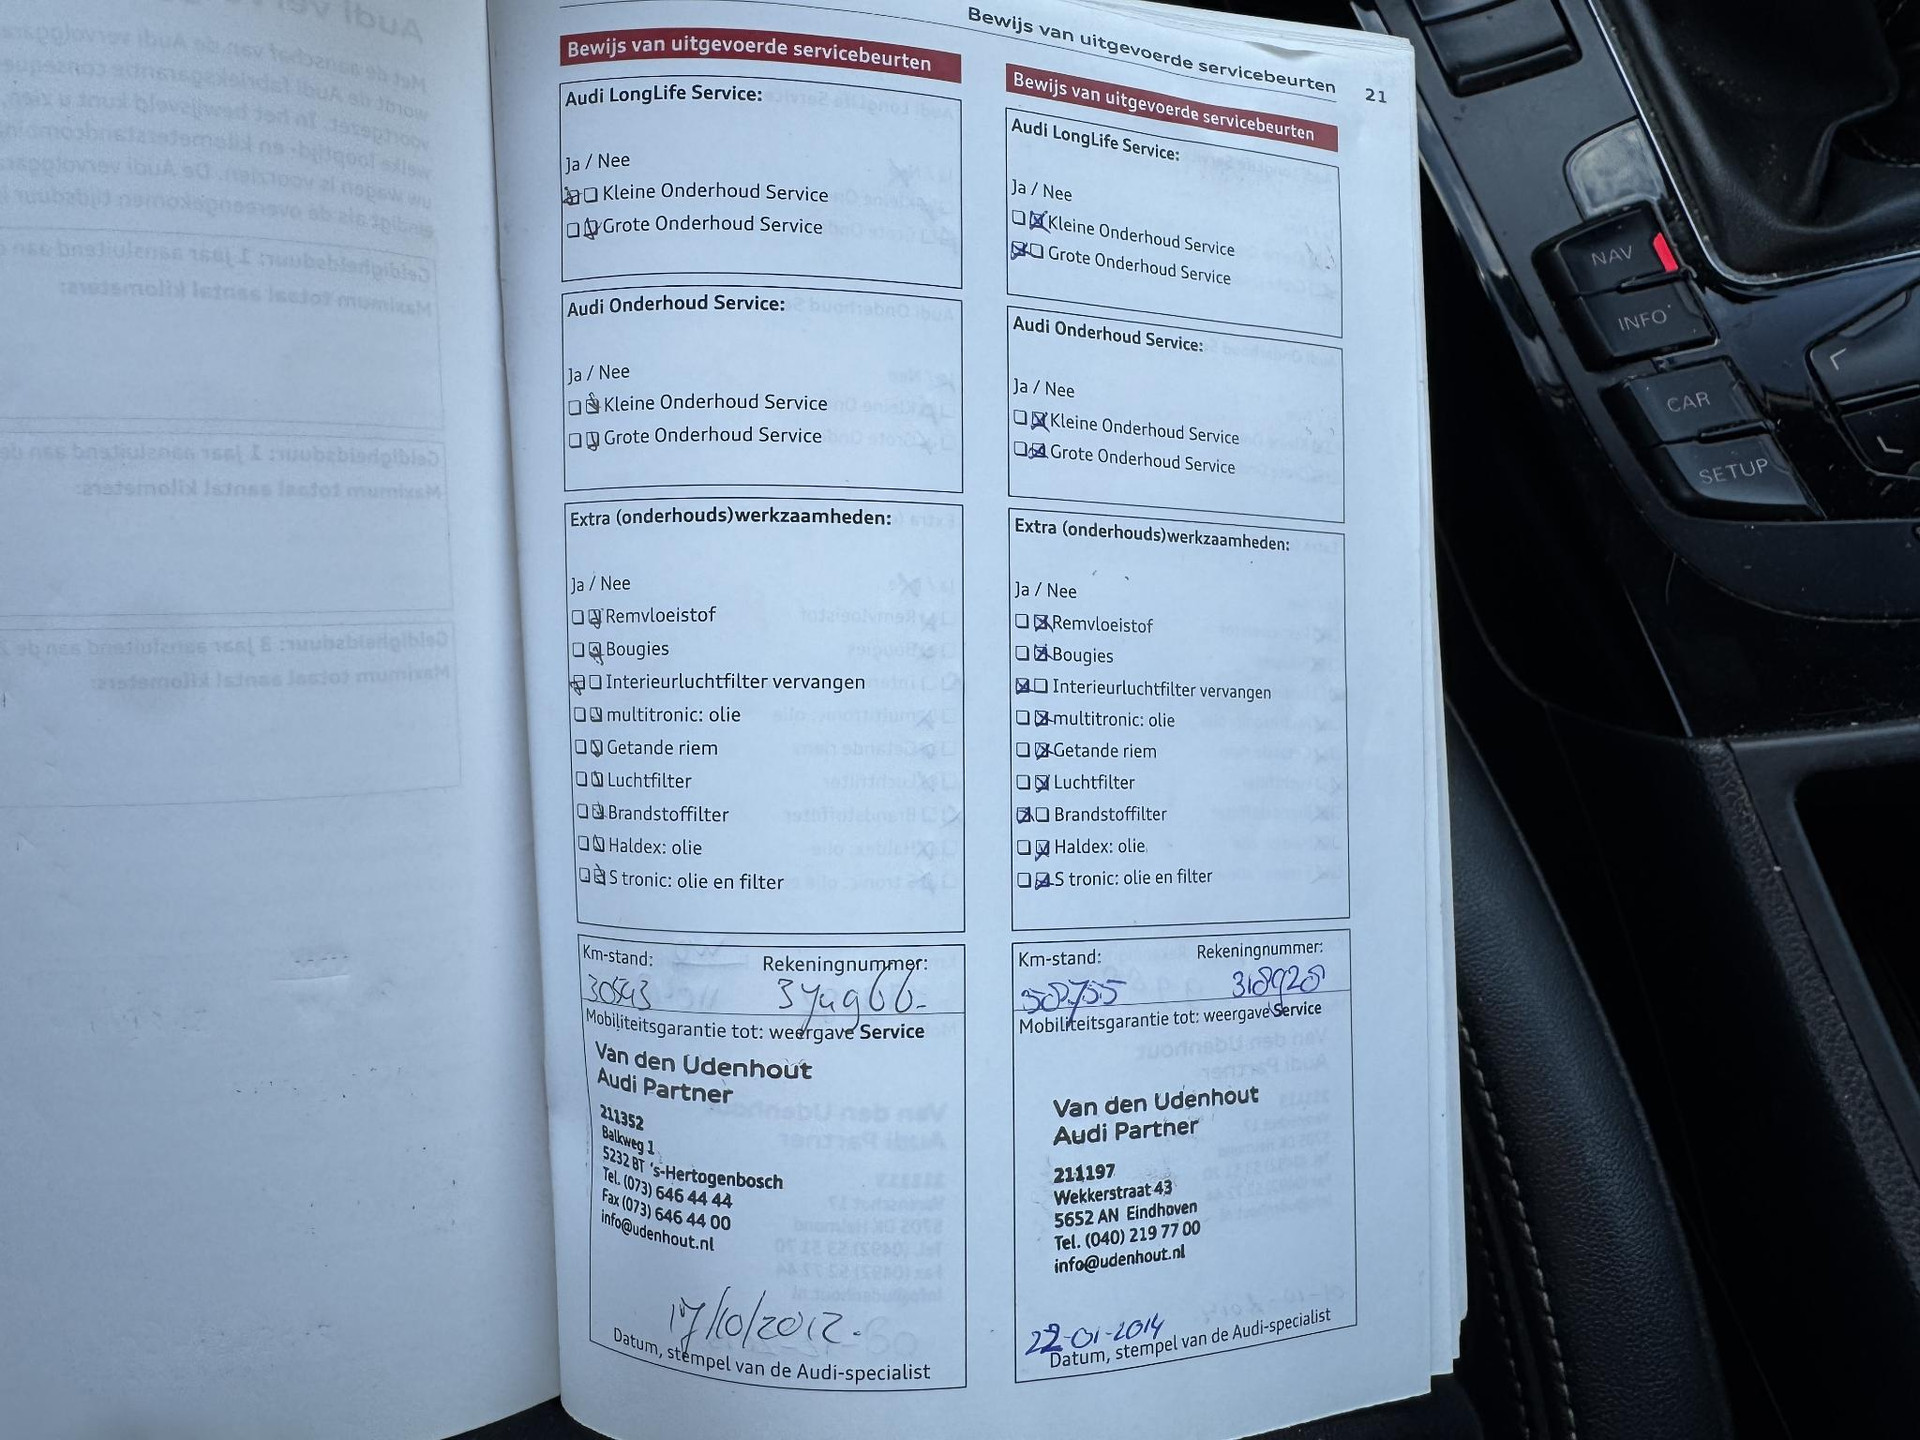 Bewijs van uitgevoerde servicebeurten 21
Bewijs van uitgevoerde servicebeurten
Audi LongLife Service:
Ja / Nee
Kleine Onderhoud Service
Grote Onderhoud Service
Audi Onderhoud Service:
Ja / Nee
Kleine Onderhoud Service
Grote Onderhoud Service
Extra (onderhouds)werkzaamheden:
Ja / Nee
Remvloeistof
Bougies
Interieurluchtfilter vervangen
multitronic: olie
Getande riem
Luchtfilter
Brandstoffilter
Haldex: olie
S tronic: olie en filter
Km-stand: Rekeningnummer:
30543
Mobiliteitsgarantie tot: weergave Service
Van den Udenhout
Audi Partner
211352
Balkweg 1
5232 BT 's-Hertogenbosch
Tel. (073) 646 44 44
Fax (073) 646 44 00
info@udenhout.nl
17/10/2012.
Datum, stempel van de Audi-specialist
Bewijs van uitgevoerde servicebeurten
Audi LongLife Service:
Ja / Nee
Kleine Onderhoud Service
Grote Onderhoud Service
Audi Onderhoud Service:
Ja / Nee
Kleine Onderhoud Service
Grote Onderhoud Service
Extra (onderhouds)werkzaamheden:
Ja / Nee
Remvloeistof
Bougies
Interieurluchtfilter vervangen
multitronic: olie
Getande riem
Luchtfilter
Brandstoffilter
Haldex: olie
S tronic: olie en filter
Km-stand: Rekeningnummer:
318928
Mobiliteitsgarantie tot: weergave Service
Van den Udenhout
Audi Partner
211197
Wekkerstraat 43
5652 AN Eindhoven
Tel. (040) 219 77 00
info@udenhout.nl
22-01-2014
Datum, stempel van de Audi-specialist
NAV
INFO
CAR
SETUP